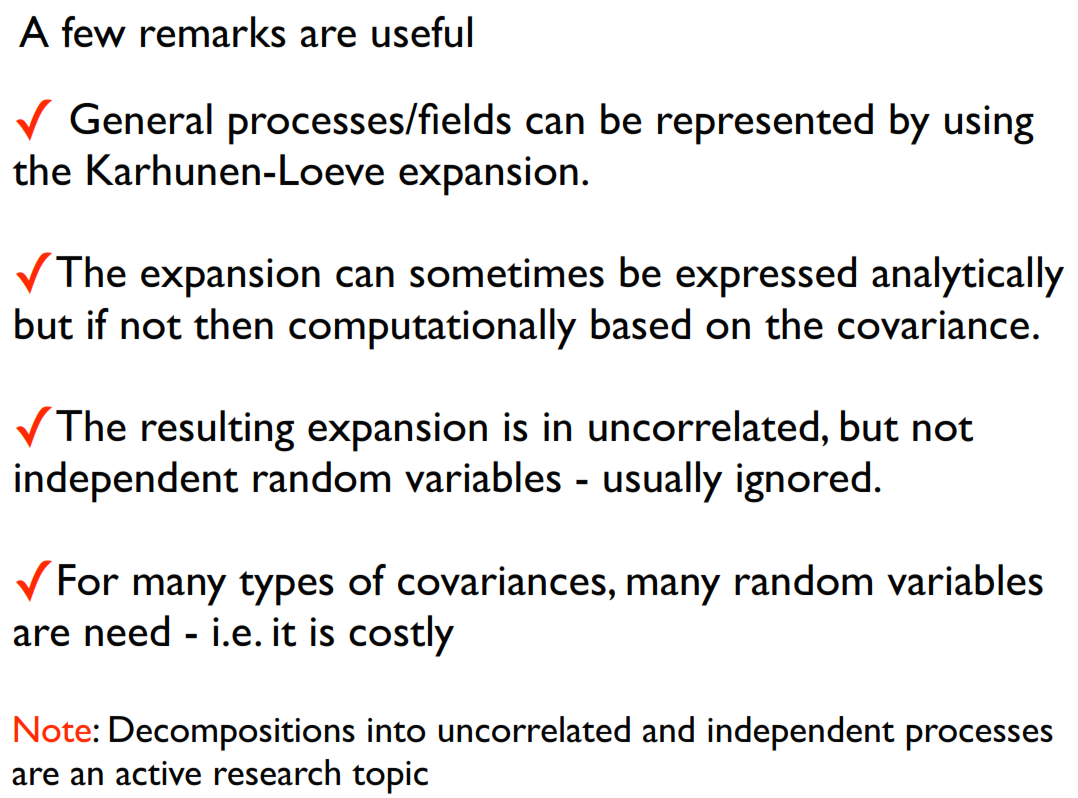 A few remarks are useful
✓ General processes/fields can be represented by using
the Karhunen-Loeve expansion.
✓The expansion can sometimes be expressed analytically
but if not then computationally based on the covariance.
✓The resulting expansion is in uncorrelated, but not
independent random variables - usually ignored.
✓For many types of covariances, many random variables
are need - i.e. it is costly
Note: Decompositions into uncorrelated and independent processes
are an active research topic